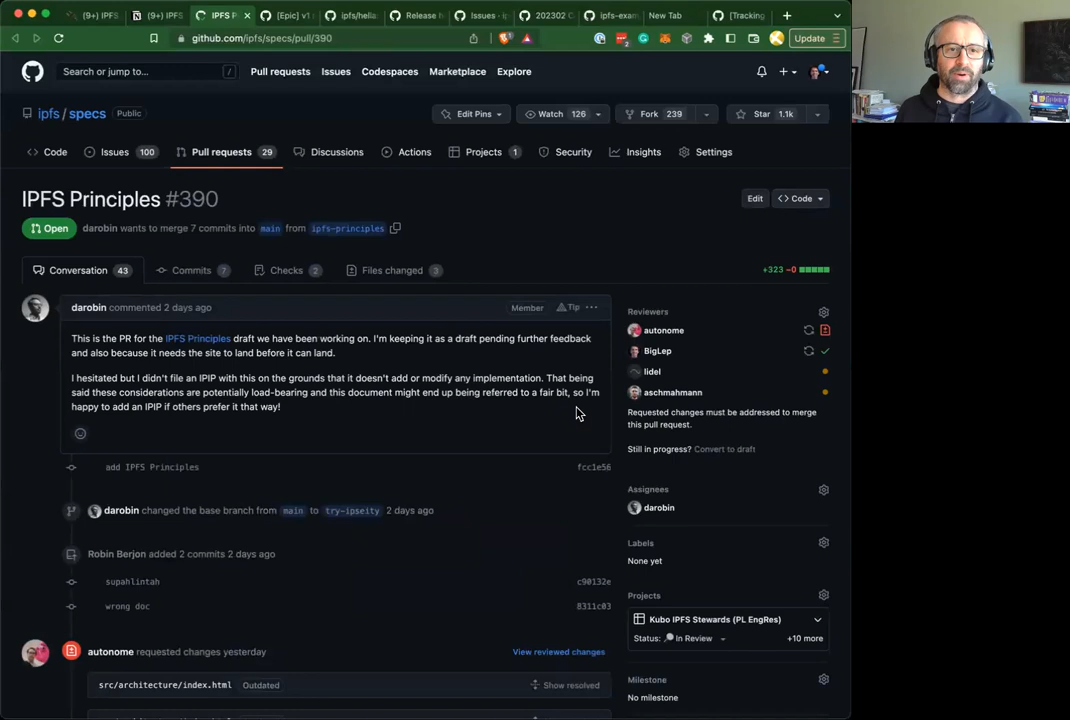 (9+) IPFS
(9+) IPFS
IPFS P
[Epic] v1
ipfs/helia
Release
Issues · ip
202302
ipfs-exam
New Tab
[Tracking
github.com/ipfs/specs/pull/390
2
Update
Search or jump to...
/
Pull requests
Issues
Codespaces
Marketplace
Explore
ipfs / specs
Public
Edit Pins
Watch 126
Fork 239
Star 1.1k
Code
Issues 100
Pull requests 29
Discussions
Actions
Projects 1
Security
Insights
Settings
IPFS Principles #390
Edit
Code
Open
darobin wants to merge 7 commits into main from ipfs-principles
Conversation 43
Commits 7
Checks 2
Files changed 3
+323 −0
darobin commented 2 days ago
Member
Tip
This is the PR for the IPFS Principles draft we have been working on. I'm keeping it as a draft pending further feedback
and also because it needs the site to land before it can land.
I hesitated but I didn't file an IPIP with this on the grounds that it doesn't add or modify any implementation. That being
said these considerations are potentially load-bearing and this document might end up being referred to a fair bit, so I'm
happy to add an IPIP if others prefer it that way!
add IPFS Principles
fcc1e56
darobin changed the base branch from main to try-ipseity 2 days ago
Robin Berjon added 2 commits 2 days ago
supahlintah
c90132e
wrong doc
8311c03
autonome requested changes yesterday
View reviewed changes
src/architecture/index.html
Outdated
Show resolved
Reviewers
autonome
BigLep
lidel
aschmahmann
Requested changes must be addressed to merge
this pull request.
Still in progress? Convert to draft
Assignees
darobin
Labels
None yet
Projects
Kubo IPFS Stewards (PL EngRes)
Status: In Review
+10 more
Milestone
No milestone